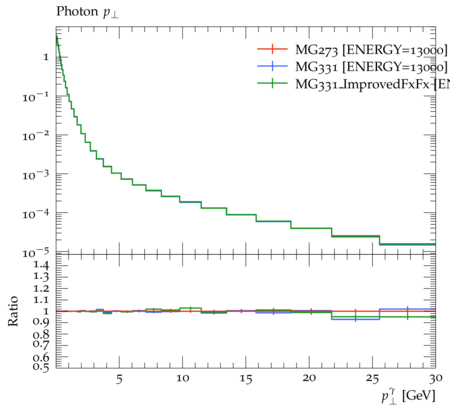 Photon p⊥
MG273 [ENERGY=13000]
MG331 [ENERGY=13000]
MG331_ImprovedFxFx [EN
1
10⁻¹
10⁻²
10⁻³
10⁻⁴
10⁻⁵
Ratio
1.4
1.3
1.2
1.1
1
0.9
0.8
0.7
0.6
0.5
5 10 15 20 25 30
p⊥^γ [GeV]